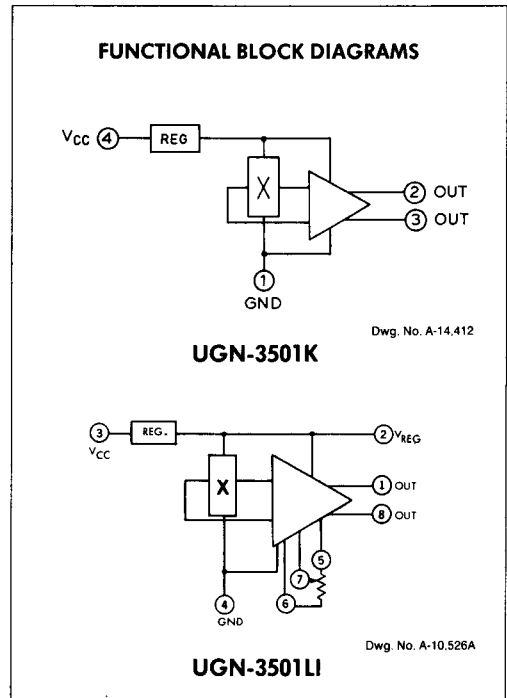 FUNCTIONAL BLOCK DIAGRAMS
VCC 4 REG
X
2 OUT
3 OUT
1
GND
Dwg. No. A-14,412
UGN-3501K
3 REG. 2 VREG
VCC
X
1 OUT
8 OUT
5
7
4 6
GND
Dwg. No. A-10,526A
UGN-3501LI